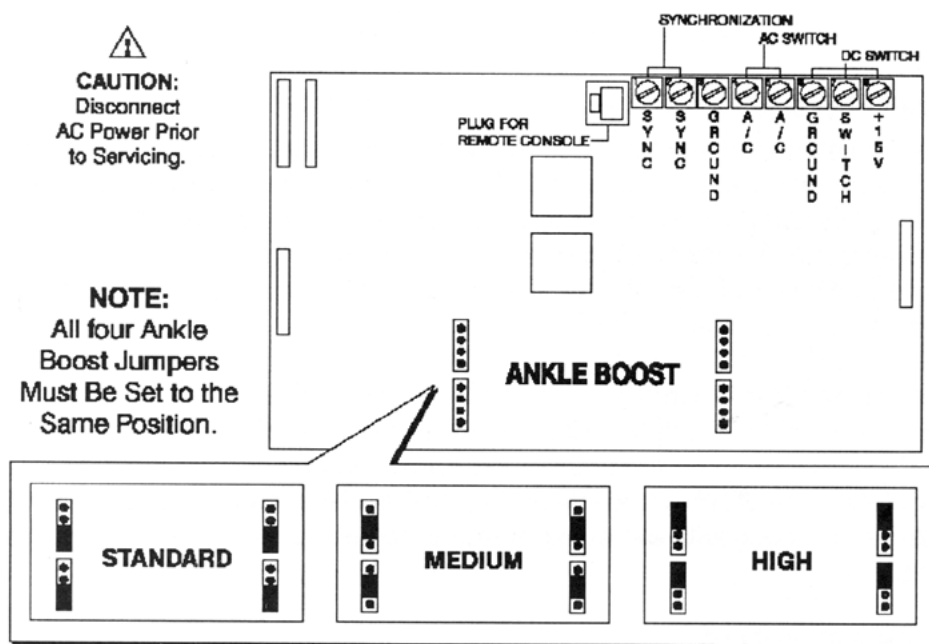 CAUTION:
Disconnect
AC Power Prior
to Servicing.
NOTE:
All four Ankle
Boost Jumpers
Must Be Set to the
Same Position.
SYNCHRONIZATION
AC SWITCH
DC SWITCH
PLUG FOR
REMOTE CONSOLE
SYNC
SYNC
GROUND
A/C
A/C
GROUND
SWITCH
+15V
ANKLE BOOST
STANDARD
MEDIUM
HIGH